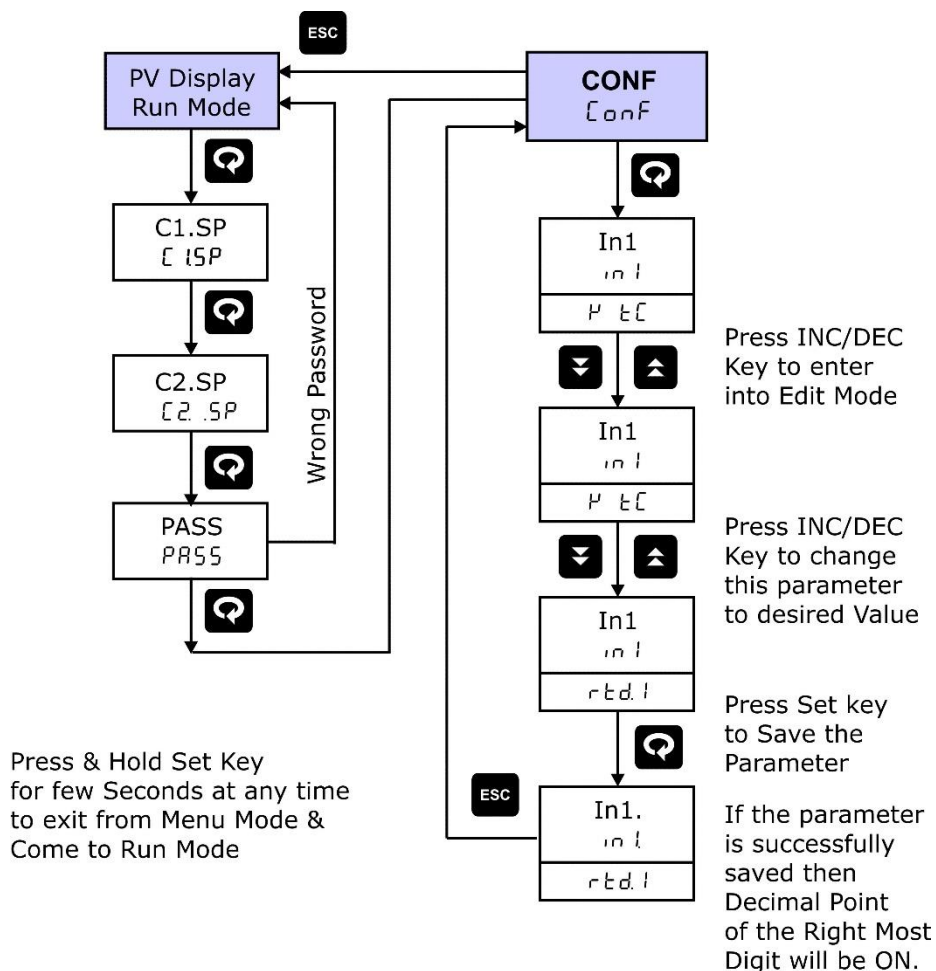 ESC
PV Display
Run Mode
C1.SP
C1.SP
C2.SP
C2. .SP
PASS
PASS
Wrong Password
Press & Hold Set Key
for few Seconds at any time
to exit from Menu Mode &
Come to Run Mode
CONF
ConF
In1
in1
In1
in1
In1
in1
rtd.1
ESC
In1.
in1.
rtd.1
Press INC/DEC
Key to enter
into Edit Mode
Press INC/DEC
Key to change
this parameter
to desired Value
Press Set key
to Save the
Parameter
If the parameter
is successfully
saved then
Decimal Point
of the Right Most
Digit will be ON.